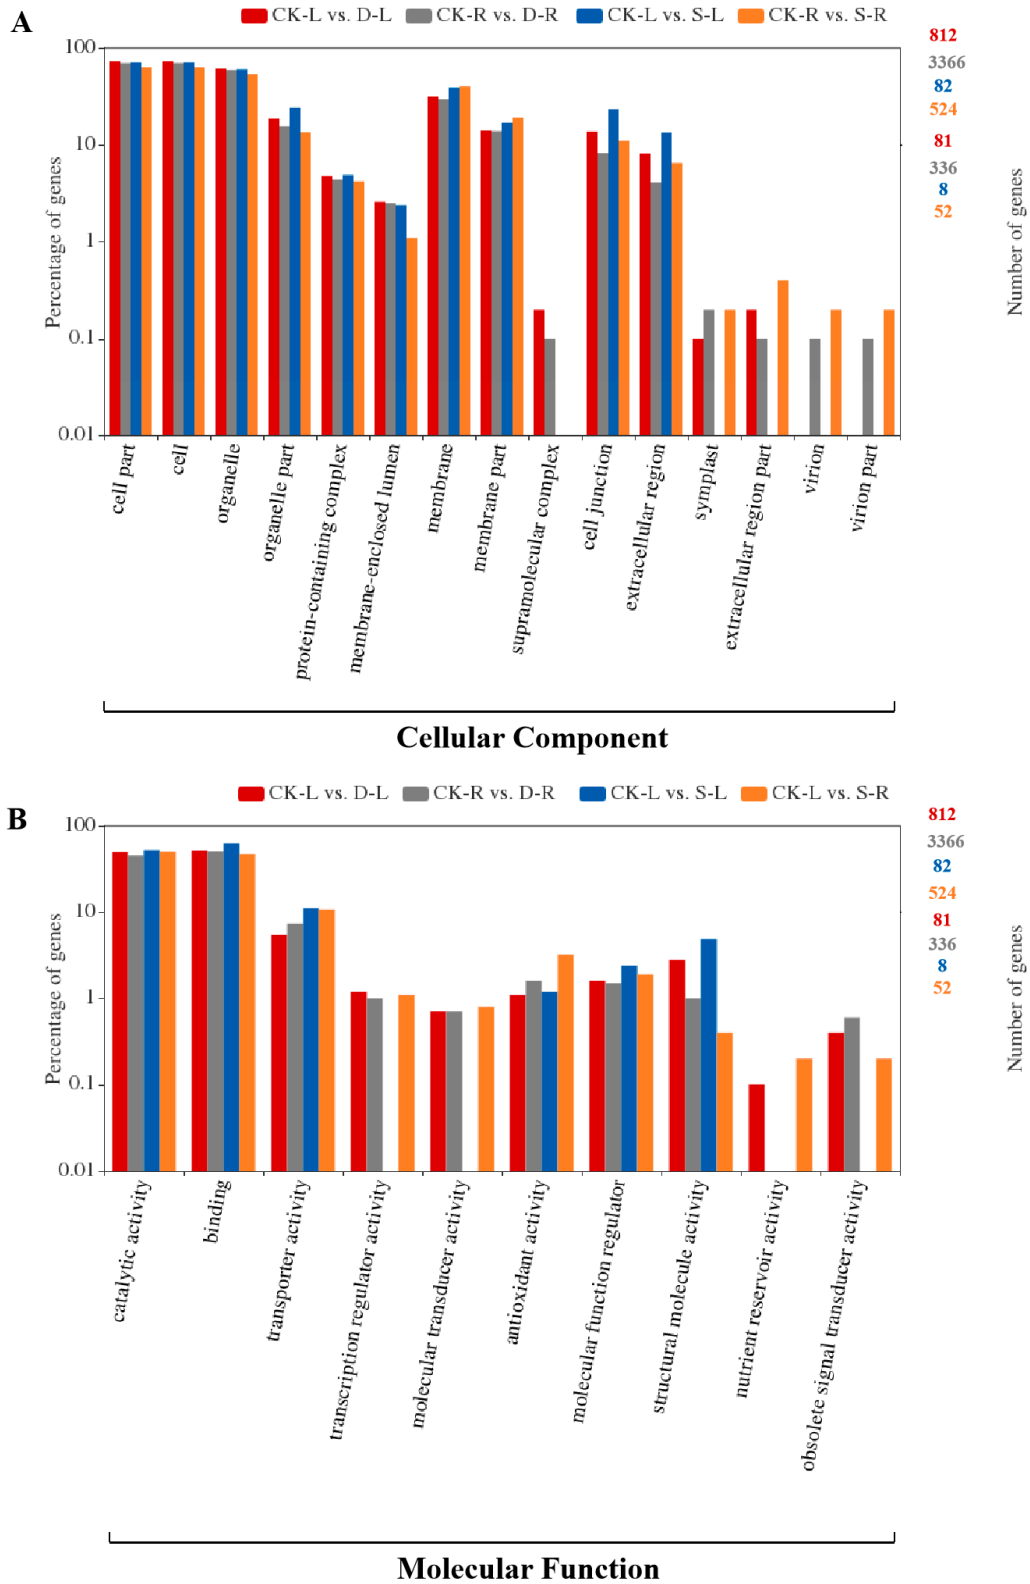 A
CK-L vs. D-L CK-R vs. D-R CK-L vs. S-L CK-R vs. S-R
812
3366
82
524
81
336
8
52
100
10
1
0.1
0.01
Percentage of genes
Number of genes
cell part
cell
organelle
organelle part
protein-containing complex
membrane-enclosed lumen
membrane
membrane part
supramolecular complex
cell junction
extracellular region
symplast
extracellular region part
virion
virion part
Cellular Component
B
CK-L vs. D-L CK-R vs. D-R CK-L vs. S-L CK-L vs. S-R
812
3366
82
524
81
336
8
52
100
10
1
0.1
0.01
Percentage of genes
Number of genes
catalytic activity
binding
transporter activity
transcription regulator activity
molecular transducer activity
antioxidant activity
molecular function regulator
structural molecule activity
nutrient reservoir activity
obsolete signal transducer activity
Molecular Function